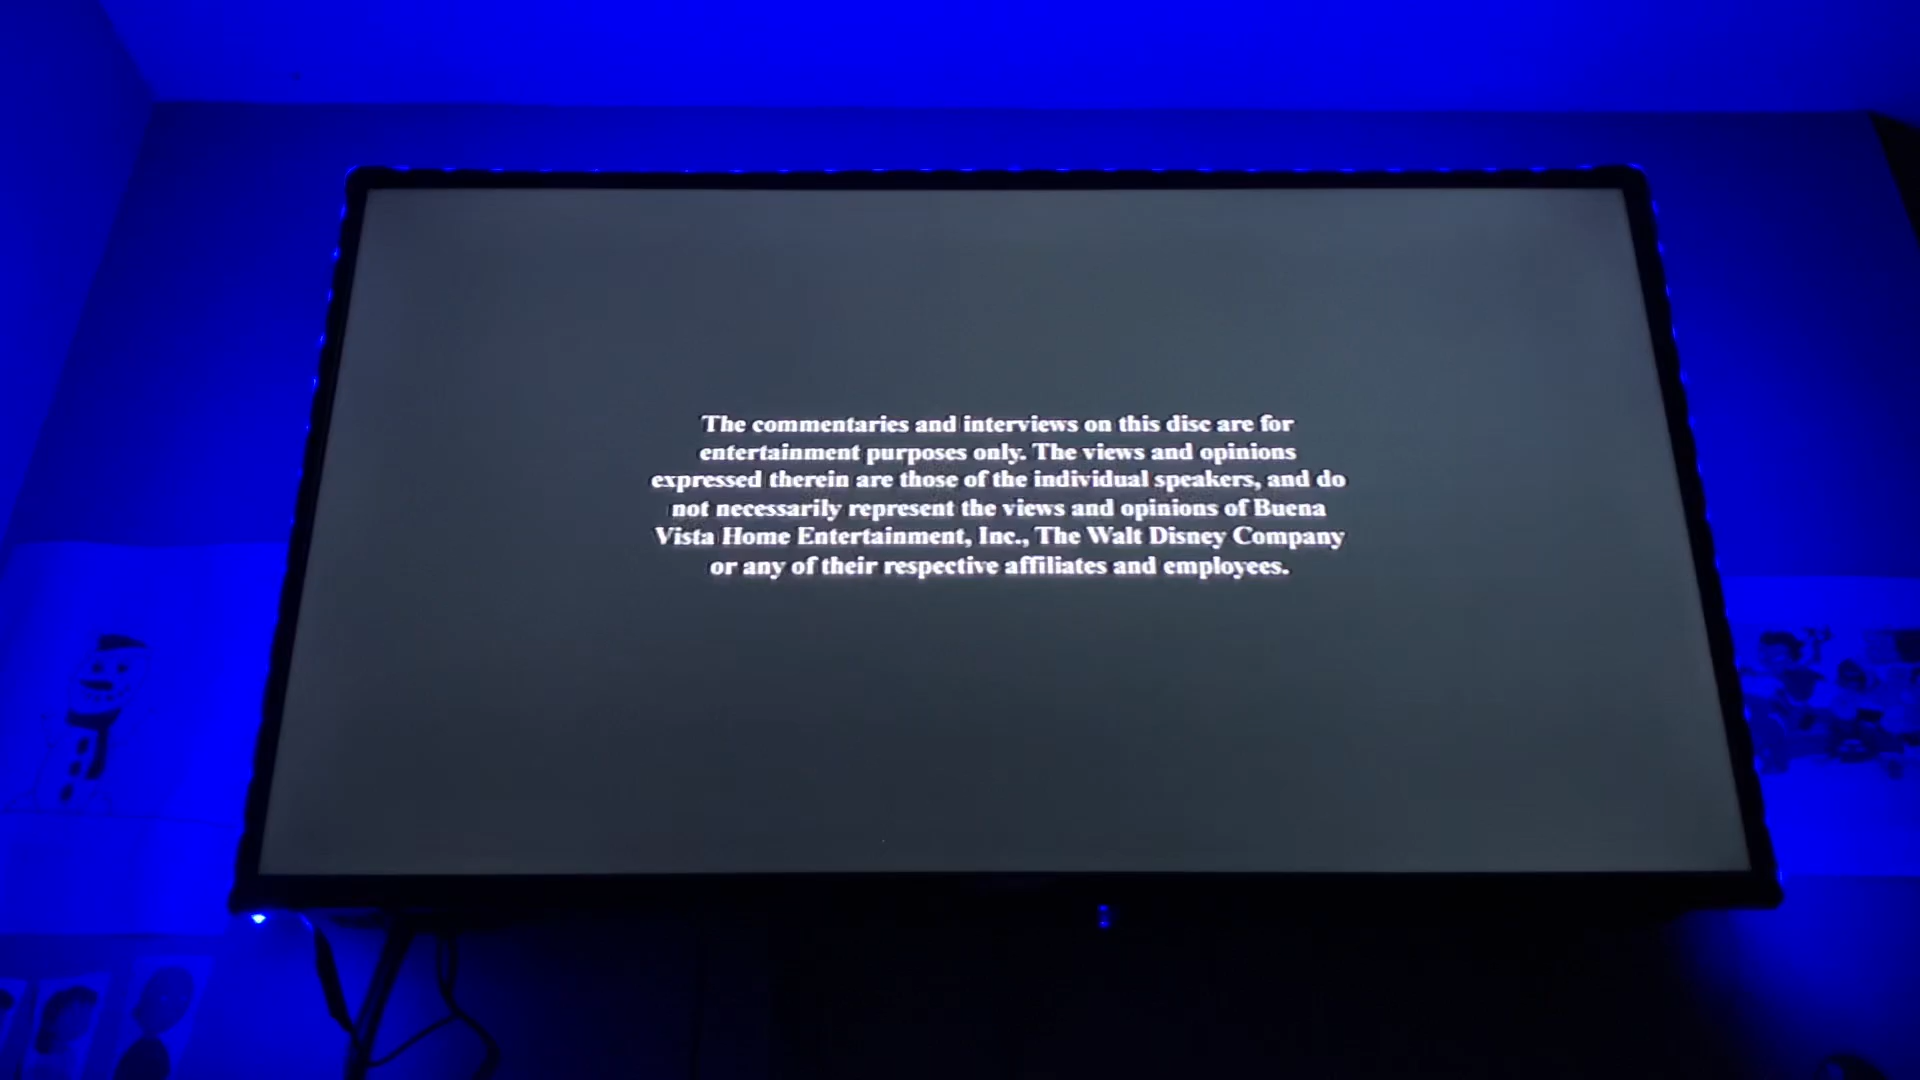 The commentaries and interviews on this disc are for
entertainment purposes only. The views and opinions
expressed therein are those of the individual speakers, and do
not necessarily represent the views and opinions of Buena
Vista Home Entertainment, Inc., The Walt Disney Company
or any of their respective affiliates and employees.